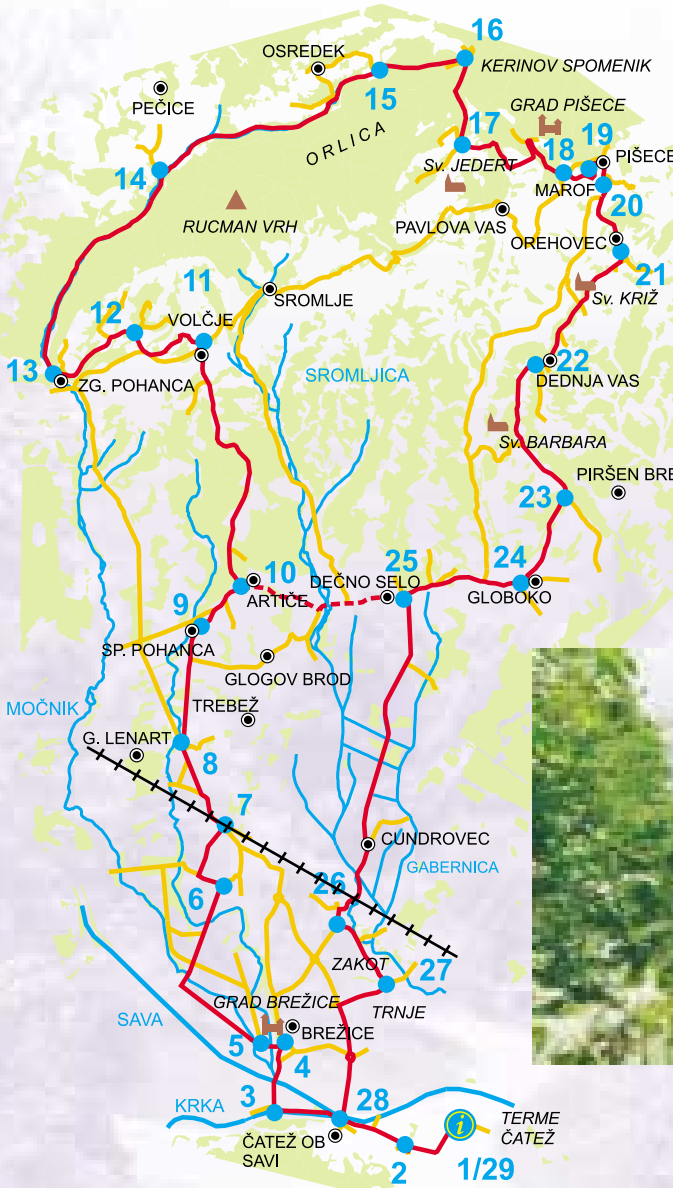 16
OSREDEK
KERINOV SPOMENIK
15
PEČICE
GRAD PIŠECE
17
ORLICA
19
18
PIŠECE
14
Sv. JEDERT
MAROF
20
RUCMAN VRH
PAVLOVA VAS
OREHOVEC
21
11
SROMLJE
Sv. KRIŽ
12
VOLČJE
22
13
ZG. POHANCA
SROMLJICA
DEDNJA VAS
Sv. BARBARA
PIRŠEN BRE
23
10
DEČNO SELO
25
24
ARTIČE
GLOBOKO
9
SP. POHANCA
GLOGOV BROD
MOČNIK
TREBEŽ
G. LENART
8
7
CUNDROVEC
GABERNICA
6
26
ZAKOT
27
GRAD BREŽICE
TRNJE
SAVA
BREŽICE
5
4
KRKA
3
28
TERME
ČATEŽ
i
ČATEŽ OB
SAVI
2
1/29